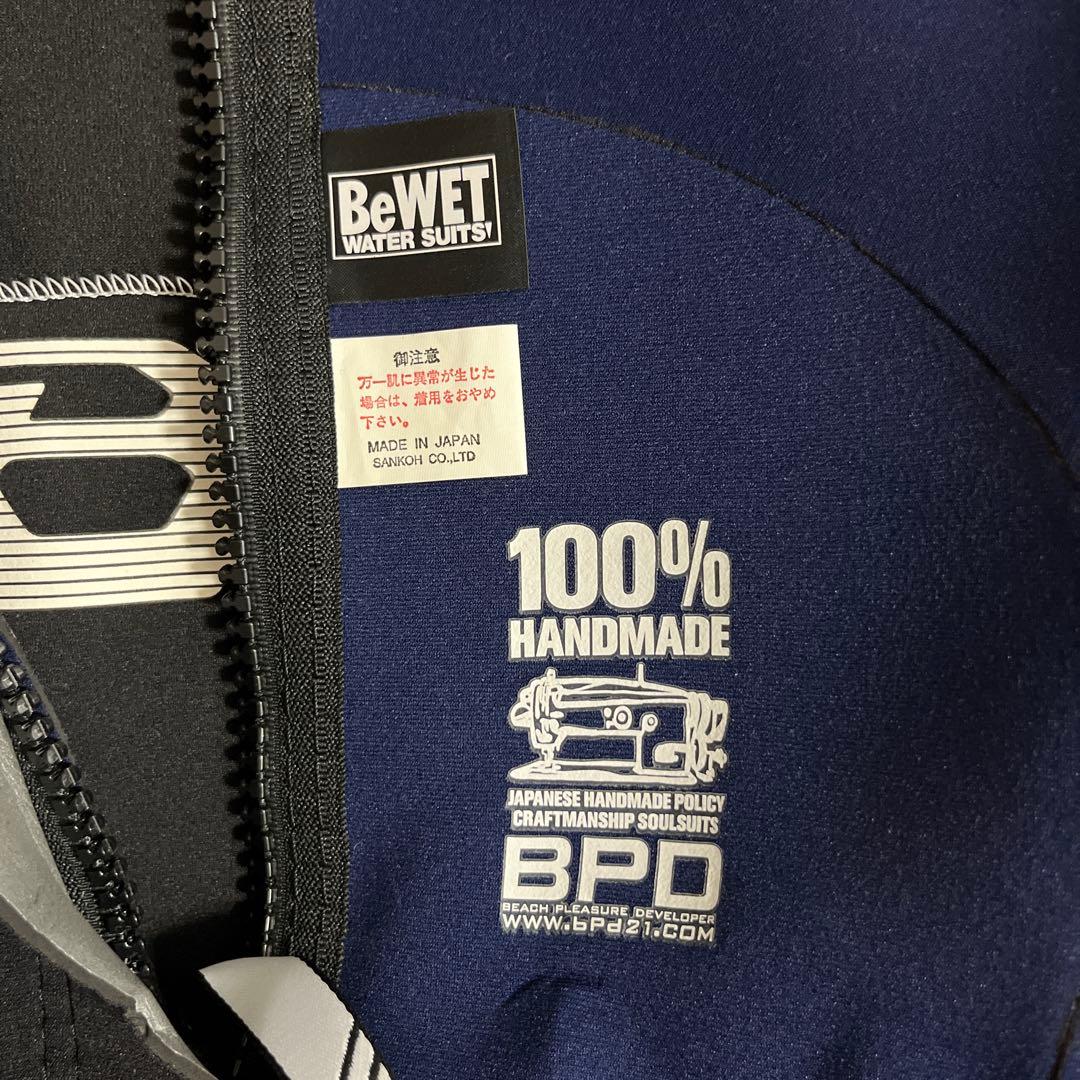 BeWET
WATER SUITS!
御注意
万一肌に異常が生じた
場合は、着用をおやめ
下さい。
MADE IN JAPAN
SANKOH CO.,LTD
100%
HANDMADE
JAPANESE HANDMADE POLICY
CRAFTMANSHIP SOULSUITS
BPD
BEACH PLEASURE DEVELOPER
WWW.bPd21.COM